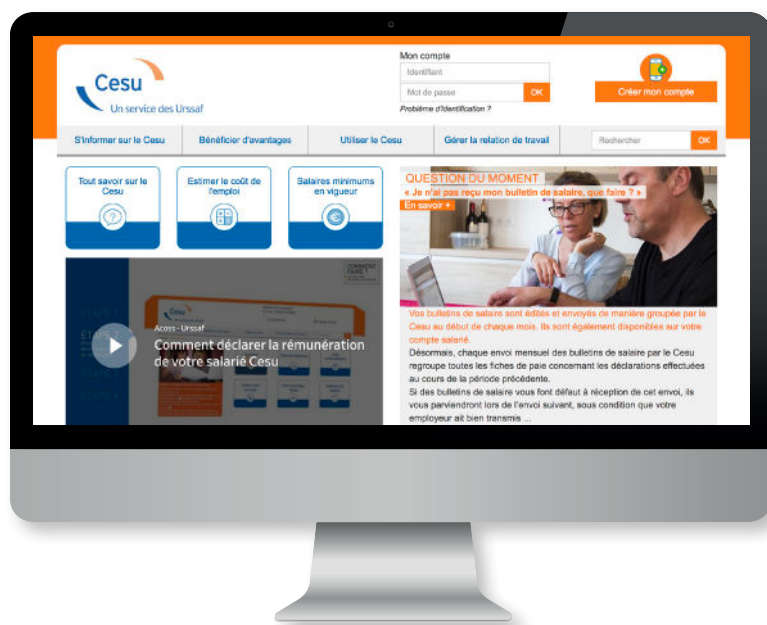 Cesu
Un service des Urssaf
Mon compte
Identifiant
Mot de passe
OK
Problème d'identification ?
Créer mon compte
S'informer sur le Cesu
Bénéficier d'avantages
Utiliser le Cesu
Gérer la relation de travail
Rechercher
OK
Tout savoir sur le
Cesu
Estimer le coût de
l'emploi
Salaires minimums
en vigueur
QUESTION DU MOMENT
« Je n'ai pas reçu mon bulletin de salaire, que faire ? »
En savoir +
COMMENT
FAIRE ?
Cesu
Acoss - Urssaf
Comment déclarer la rémunération
de votre salarié Cesu
Vos bulletins de salaire sont édités et envoyés de manière groupée par le
Cesu au début de chaque mois. Ils sont également disponibles sur votre
compte salarié.
Désormais, chaque envoi mensuel des bulletins de salaire par le Cesu
regroupe toutes les fiches de paie concernant les déclarations effectuées
au cours de la période précédente.
Si des bulletins de salaire vous font défaut à réception de cet envoi, ils
vous parviendront lors de l'envoi suivant, sous condition que votre
employeur ait bien transmis ...